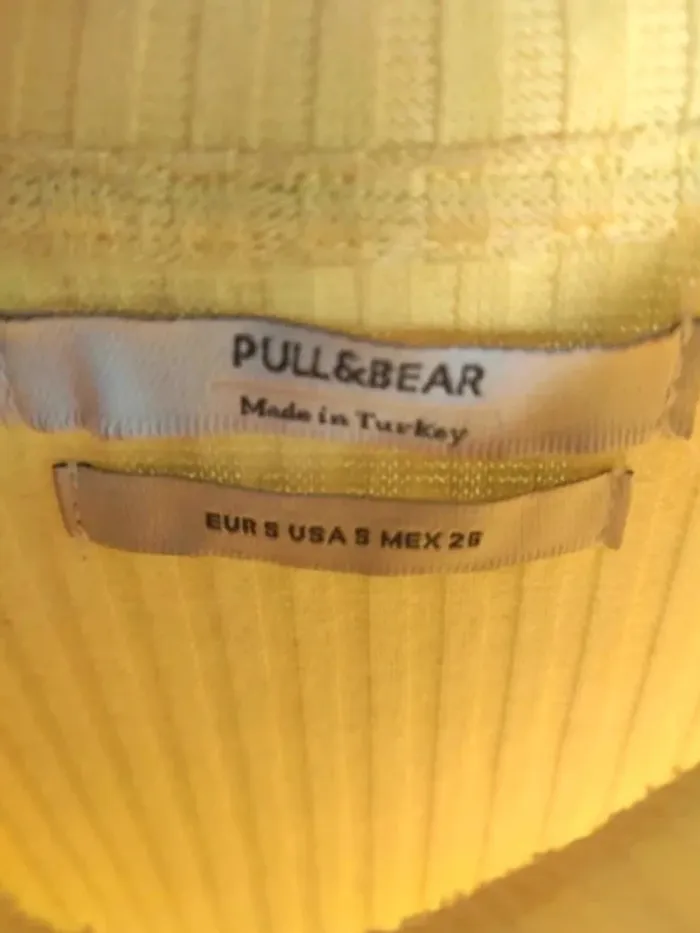 PULL&BEAR
Made in Turkey
EUR S USA S MEX 26